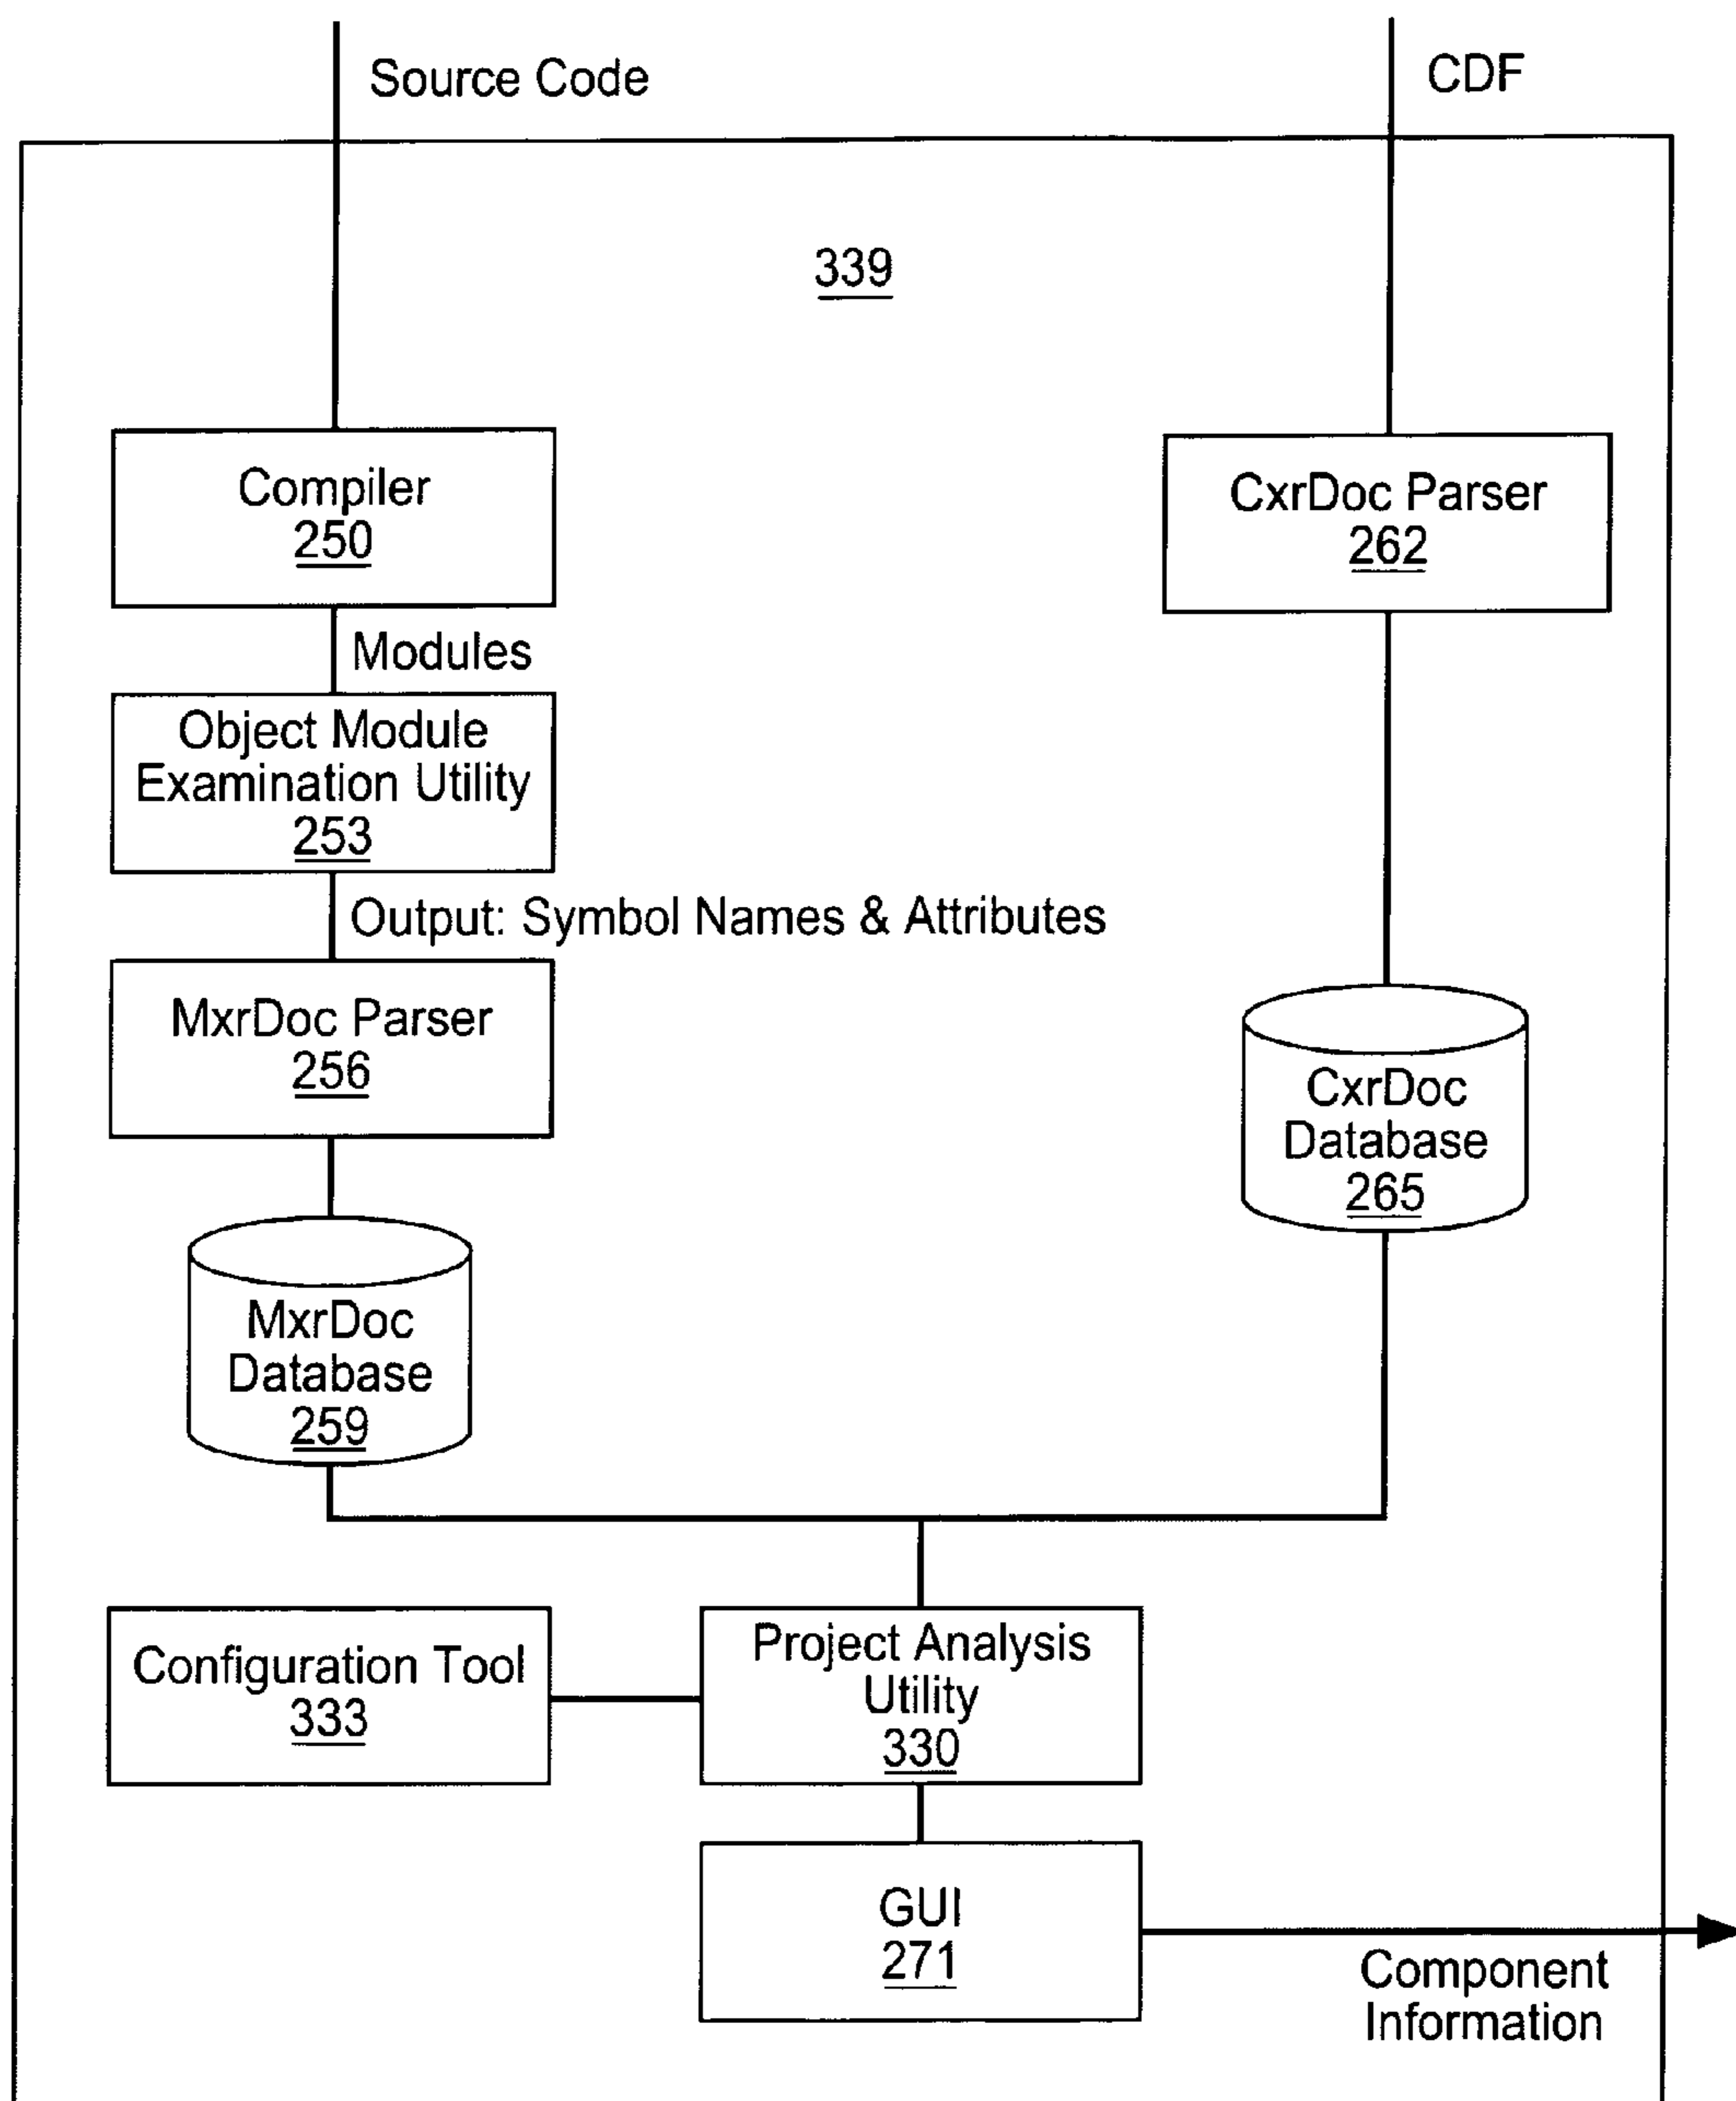 Source Code
CDF
339
Compiler
250
CxrDoc Parser
262
Modules
Object Module
Examination Utility
253
Output: Symbol Names & Attributes
MxrDoc Parser
256
CxrDoc
Database
265
MxrDoc
Database
259
Configuration Tool
333
Project Analysis
Utility
330
GUI
271
Component
Information